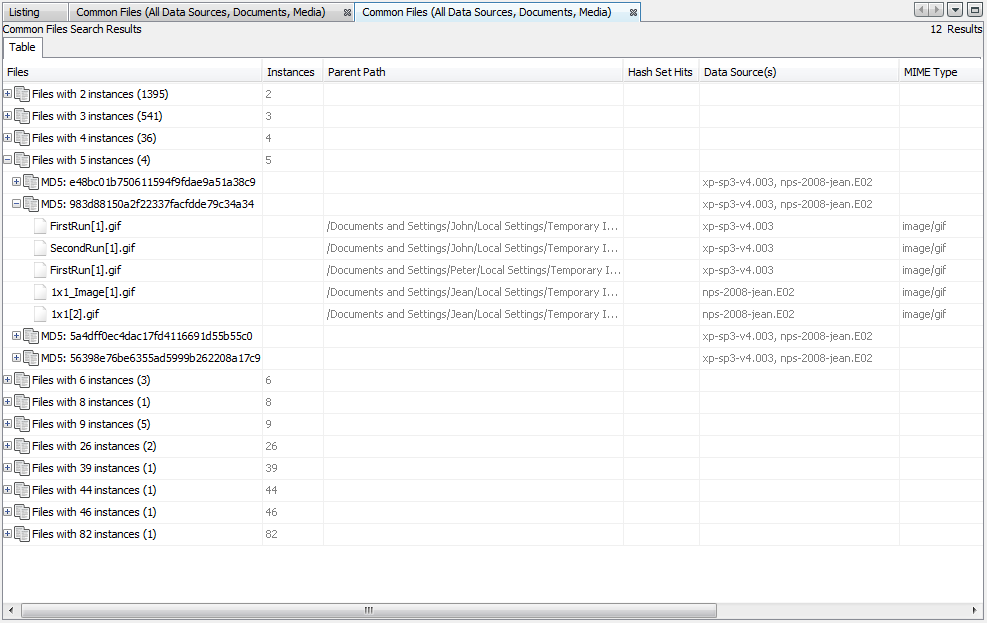 Listing Common Files (All Data Sources, Documents, Media) Common Files (All Data Sources, Documents, Media)
Common Files Search Results 12 Results
Table
Files Instances Parent Path Hash Set Hits Data Source(s) MIME Type
Files with 2 instances (1395) 2
Files with 3 instances (541) 3
Files with 4 instances (36) 4
Files with 5 instances (4) 5
MD5: e48bc01b750611594f9fdae9a51a38c9 xp-sp3-v4.003, nps-2008-jean.E02
MD5: 983d88150a2f22337facfdde79c34a34 xp-sp3-v4.003, nps-2008-jean.E02
FirstRun[1].gif /Documents and Settings/John/Local Settings/Temporary I... xp-sp3-v4.003 image/gif
SecondRun[1].gif /Documents and Settings/John/Local Settings/Temporary I... xp-sp3-v4.003 image/gif
FirstRun[1].gif /Documents and Settings/Peter/Local Settings/Temporary I... xp-sp3-v4.003 image/gif
1x1_Image[1].gif /Documents and Settings/Jean/Local Settings/Temporary I... nps-2008-jean.E02 image/gif
1x1[2].gif /Documents and Settings/Jean/Local Settings/Temporary I... nps-2008-jean.E02 image/gif
MD5: 5a4dff0ec4dac17fd4116691d55b55c0 xp-sp3-v4.003, nps-2008-jean.E02
MD5: 56398e76be6355ad5999b262208a17c9 xp-sp3-v4.003, nps-2008-jean.E02
Files with 6 instances (3) 6
Files with 8 instances (1) 8
Files with 9 instances (5) 9
Files with 26 instances (2) 26
Files with 39 instances (1) 39
Files with 44 instances (1) 44
Files with 46 instances (1) 46
Files with 82 instances (1) 82